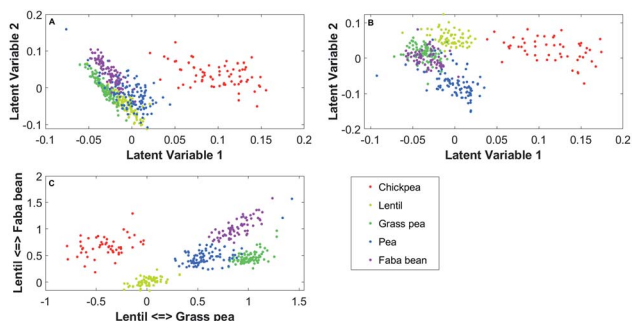 A
Latent Variable 2
0.2
0.1
0
-0.1
-0.1
-0.05
0
0.05
0.1
0.15
0.2
Latent Variable 1
B
Latent Variable 2
0.1
0
-0.1
-0.2
-0.1
-0.05
0
0.05
0.1
0.15
0.2
Latent Variable 1
C
Lentil <=> Faba bean
2
1.5
1
0.5
0
-1
-0.5
0
0.5
1
1.5
Lentil <=> Grass pea
Chickpea
Lentil
Grass pea
Pea
Faba bean